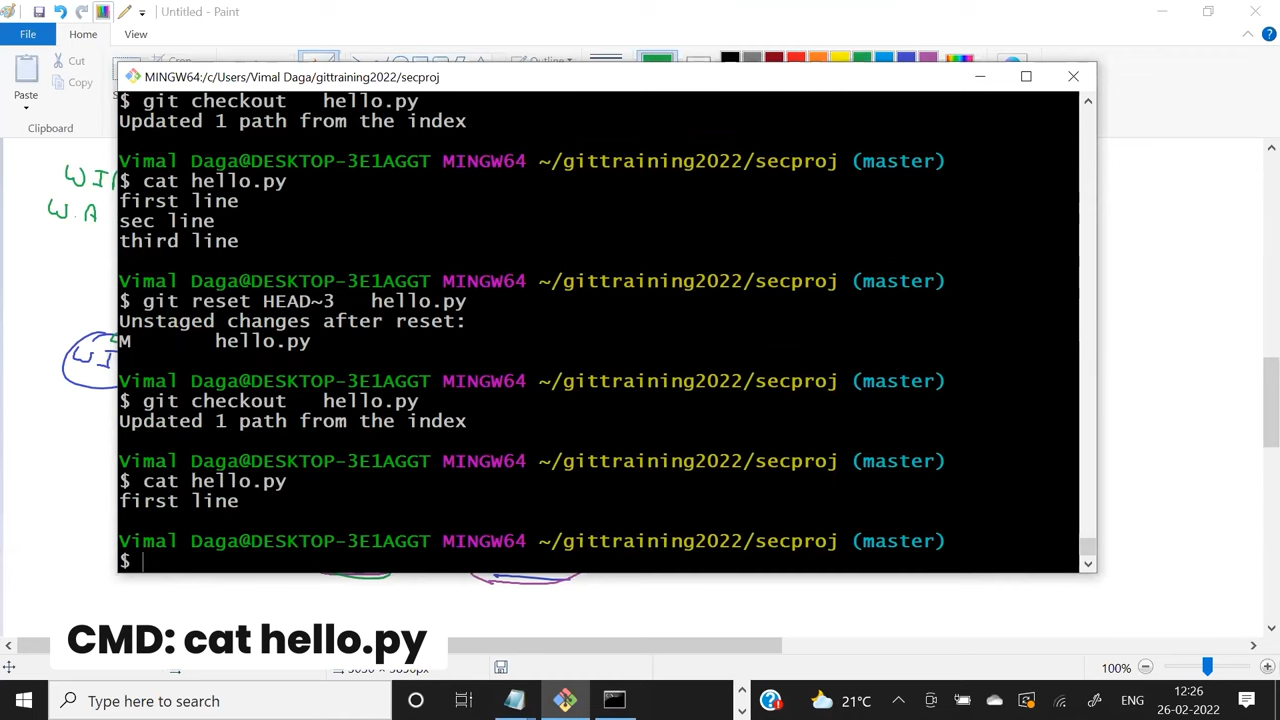 Untitled - Paint
File
Home
View
Cut
Crop
Outline
Paste
Copy
Clipboard
MINGW64:/c/Users/Vimal Daga/gittraining2022/secproj
$ git checkout   hello.py
Updated 1 path from the index
Vimal Daga@DESKTOP-3E1AGGT MINGW64 ~/gittraining2022/secproj (master)
$ cat hello.py
first line
sec line
third line
Vimal Daga@DESKTOP-3E1AGGT MINGW64 ~/gittraining2022/secproj (master)
$ git reset HEAD~3   hello.py
Unstaged changes after reset:
M       hello.py
Vimal Daga@DESKTOP-3E1AGGT MINGW64 ~/gittraining2022/secproj (master)
$ git checkout   hello.py
Updated 1 path from the index
Vimal Daga@DESKTOP-3E1AGGT MINGW64 ~/gittraining2022/secproj (master)
$ cat hello.py
first line
Vimal Daga@DESKTOP-3E1AGGT MINGW64 ~/gittraining2022/secproj (master)
$
W.A
CMD: cat hello.py
100%
Type here to search
21°C
ENG
12:26
26-02-2022